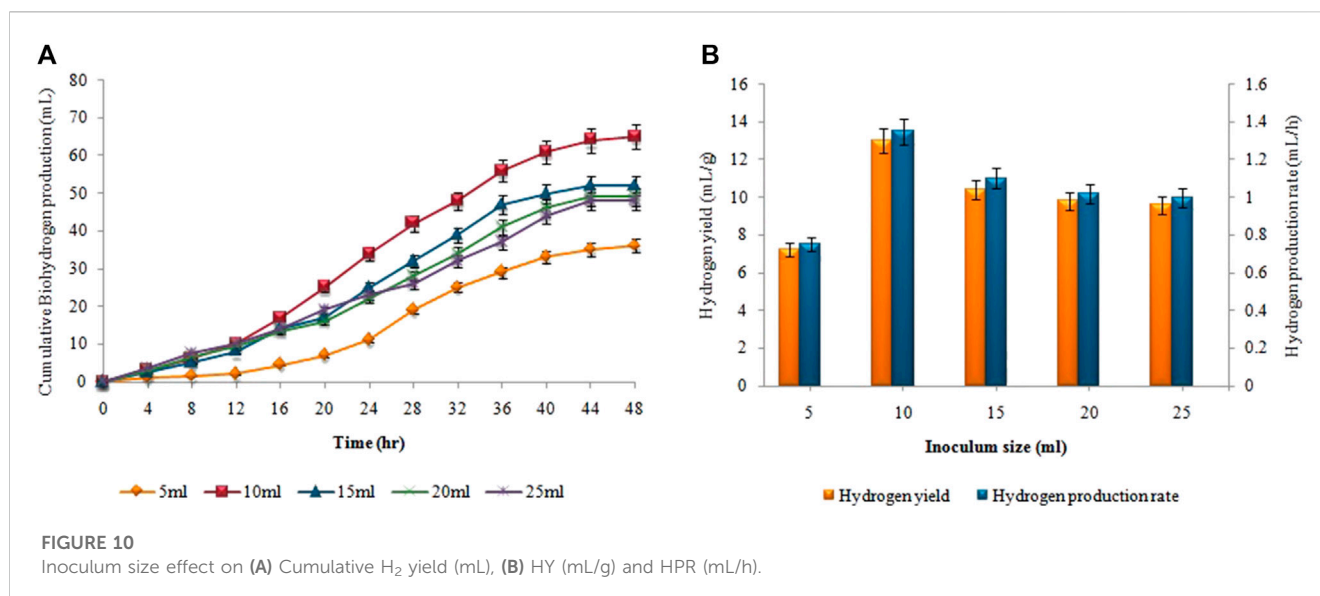 A
Cumulative Biohydrogen production (mL)
80
70
60
50
40
30
20
10
0
0 4 8 12 16 20 24 28 32 36 40 44 48
Time (hr)
5ml 10ml 15ml 20ml 25ml
B
Hydrogen yield (mL/g)
16
14
12
10
8
6
4
2
0
1.6
1.4
1.2
1
0.8
0.6
0.4
0.2
0
Hydrogen production rate (mL/h)
5 10 15 20 25
Inoculum size (ml)
Hydrogen yield Hydrogen production rate
FIGURE 10
Inoculum size effect on (A) Cumulative H₂ yield (mL), (B) HY (mL/g) and HPR (mL/h).